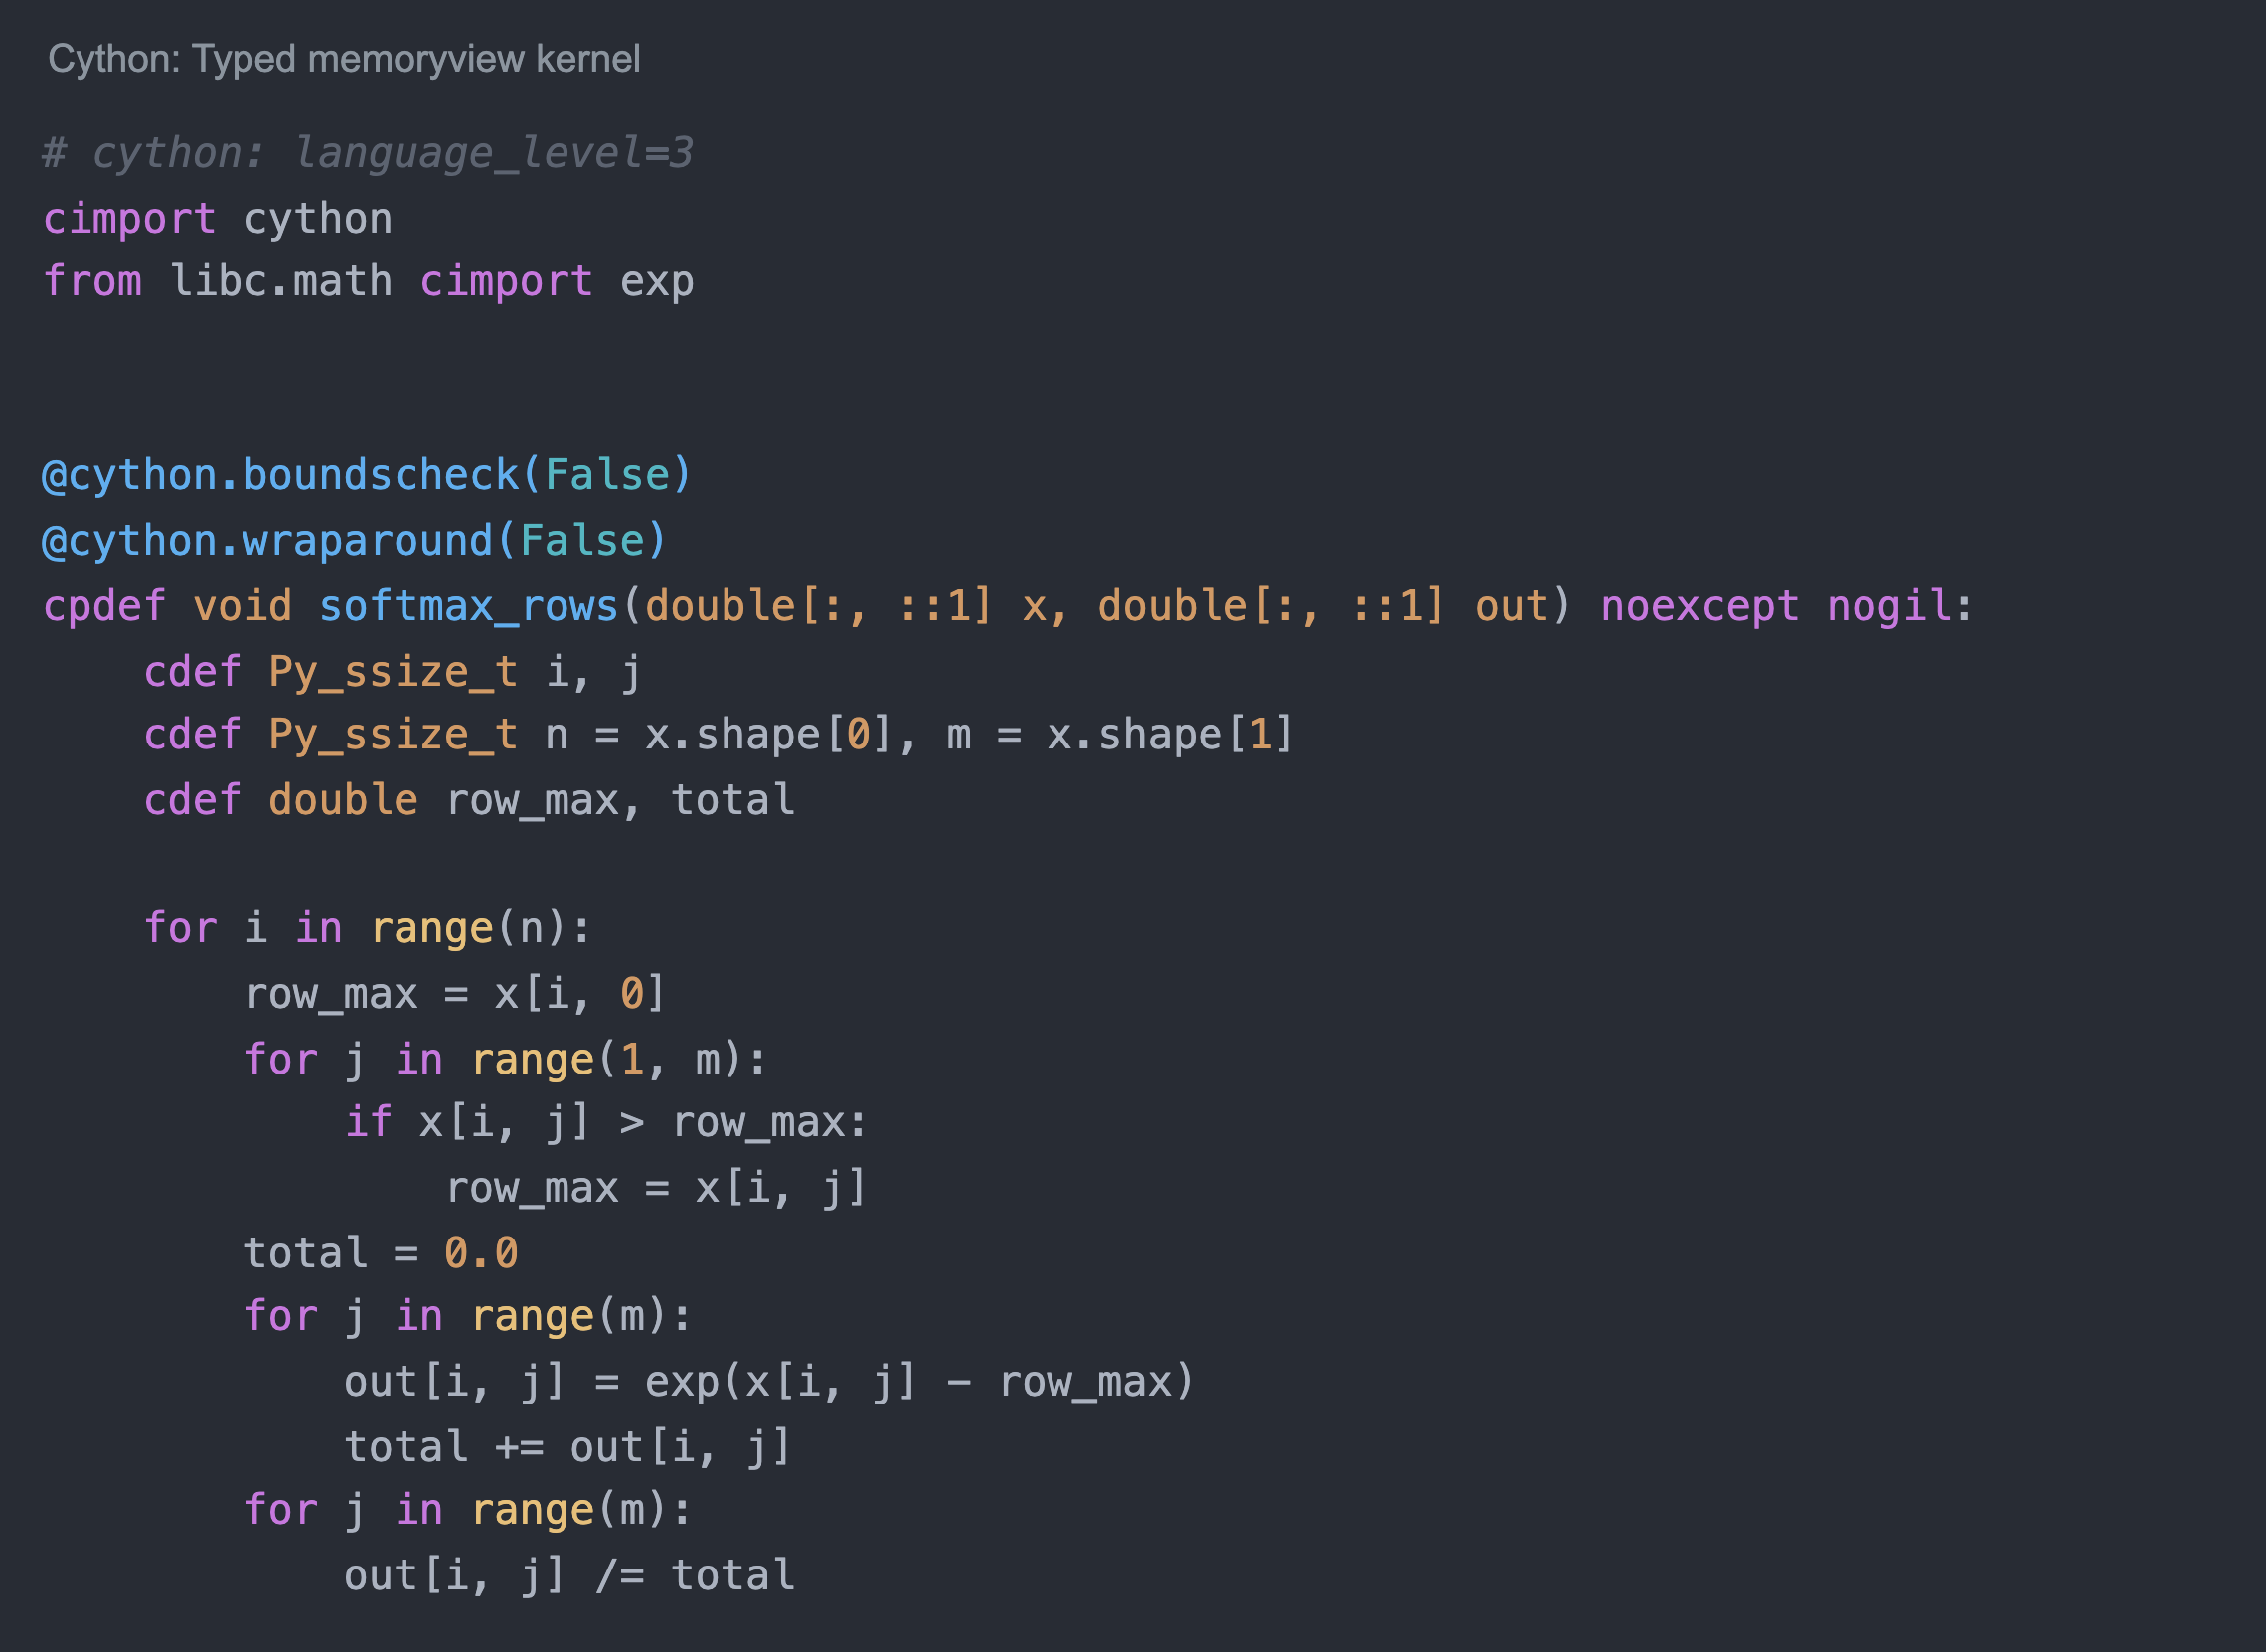 Cython: Typed memoryview kernel
# cython: language_level=3
cimport cython
from libc.math cimport exp
@cython.boundscheck(False)
@cython.wraparound(False)
cpdef void softmax_rows(double[:, ::1] x, double[:, ::1] out) noexcept nogil:
    cdef Py_ssize_t i, j
    cdef Py_ssize_t n = x.shape[0], m = x.shape[1]
    cdef double row_max, total
    for i in range(n):
        row_max = x[i, 0]
        for j in range(1, m):
            if x[i, j] > row_max:
                row_max = x[i, j]
        total = 0.0
        for j in range(m):
            out[i, j] = exp(x[i, j] - row_max)
            total += out[i, j]
        for j in range(m):
            out[i, j] /= total